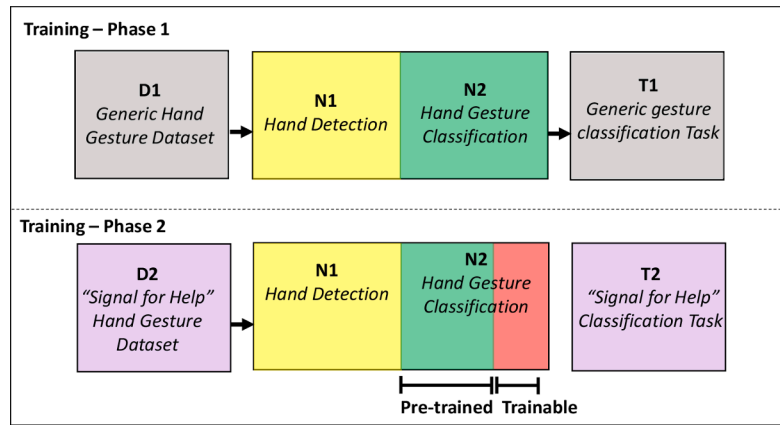 Training – Phase 1
D1
Generic Hand
Gesture Dataset
N1
Hand Detection
N2
Hand Gesture
Classification
T1
Generic gesture
classification Task
Training – Phase 2
D2
“Signal for Help”
Hand Gesture
Dataset
N1
Hand Detection
N2
Hand Gesture
Classification
T2
“Signal for Help”
Classification Task
Pre-trained
Trainable